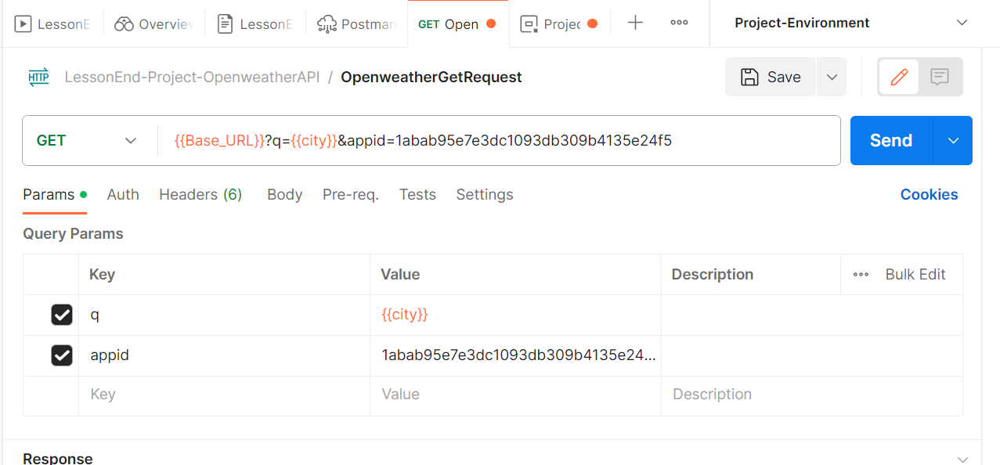 LessonE Overview LessonE Postman GET Open Projec Project-Environment
HTTP LessonEnd-Project-OpenweatherAPI / OpenweatherGetRequest Save
GET {{Base_URL}}?q={{city}}&appid=1abab95e7e3dc1093db309b4135e24f5 Send
Params Auth Headers (6) Body Pre-req. Tests Settings Cookies
Query Params
Key Value Description Bulk Edit
q {{city}}
appid 1abab95e7e3dc1093db309b4135e24...
Key Value Description
Response